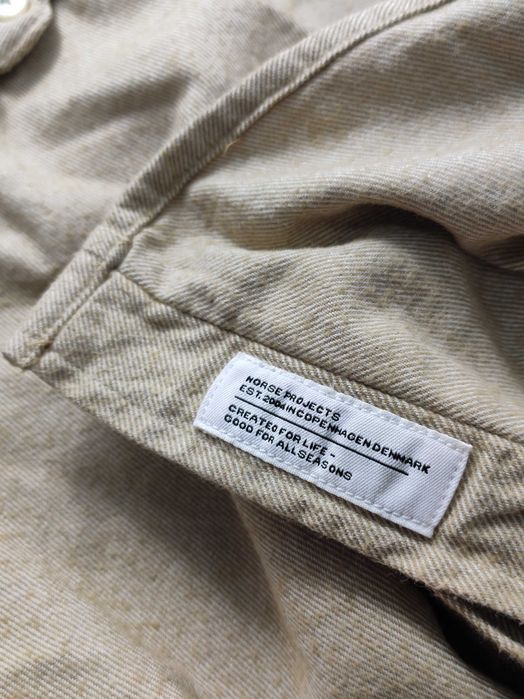 NORSE PROJECTS
EST. 2004 IN COPENHAGEN DENMARK
CREATED FOR LIFE –
GOOD FOR ALL SEASONS